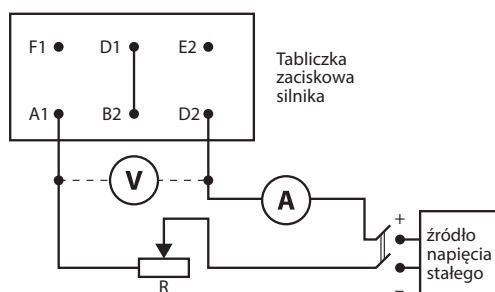 F1 D1 E2
Tabliczka
zaciskowa
silnika
A1 B2 D2
V
A
+
źródło
napięcia
stałego
R
–